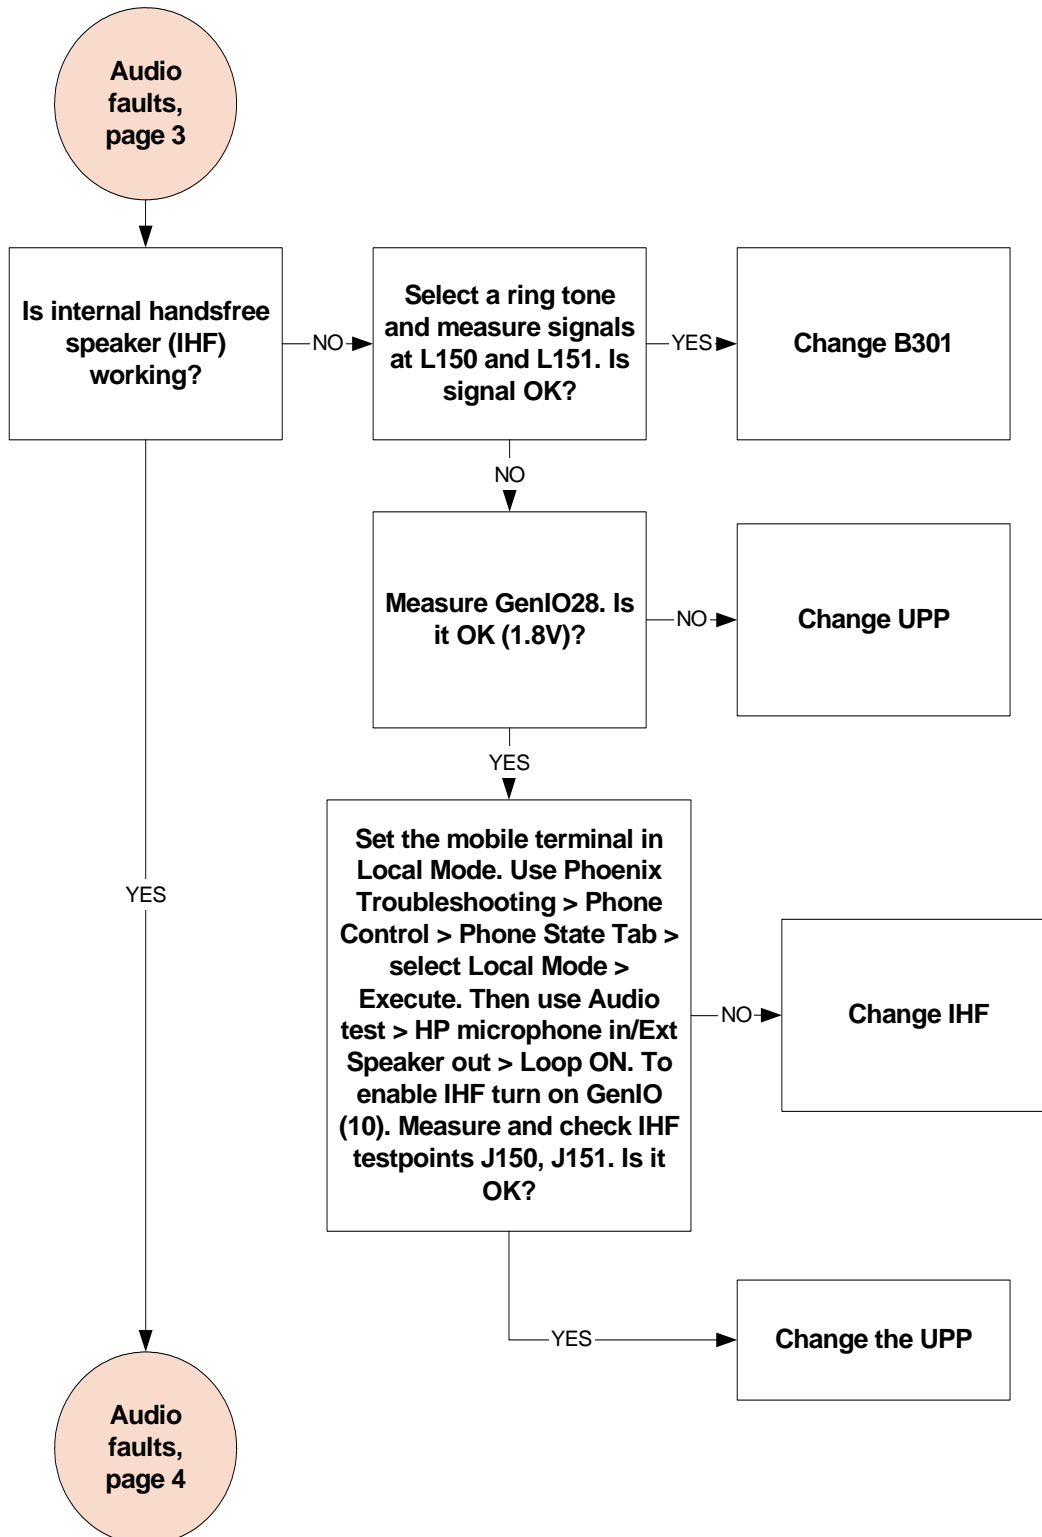 Audio
faults,
page 3
Is internal handsfree
speaker (IHF)
working?
NO
Select a ring tone
and measure signals
at L150 and L151. Is
signal OK?
YES
Change B301
NO
Measure GenIO28. Is
it OK (1.8V)?
NO
Change UPP
YES
Set the mobile terminal in
Local Mode. Use Phoenix
Troubleshooting > Phone
Control > Phone State Tab >
select Local Mode >
Execute. Then use Audio
test > HP microphone in/Ext
Speaker out > Loop ON. To
enable IHF turn on GenIO
(10). Measure and check IHF
testpoints J150, J151. Is it
OK?
NO
Change IHF
YES
Change the UPP
YES
Audio
faults,
page 4